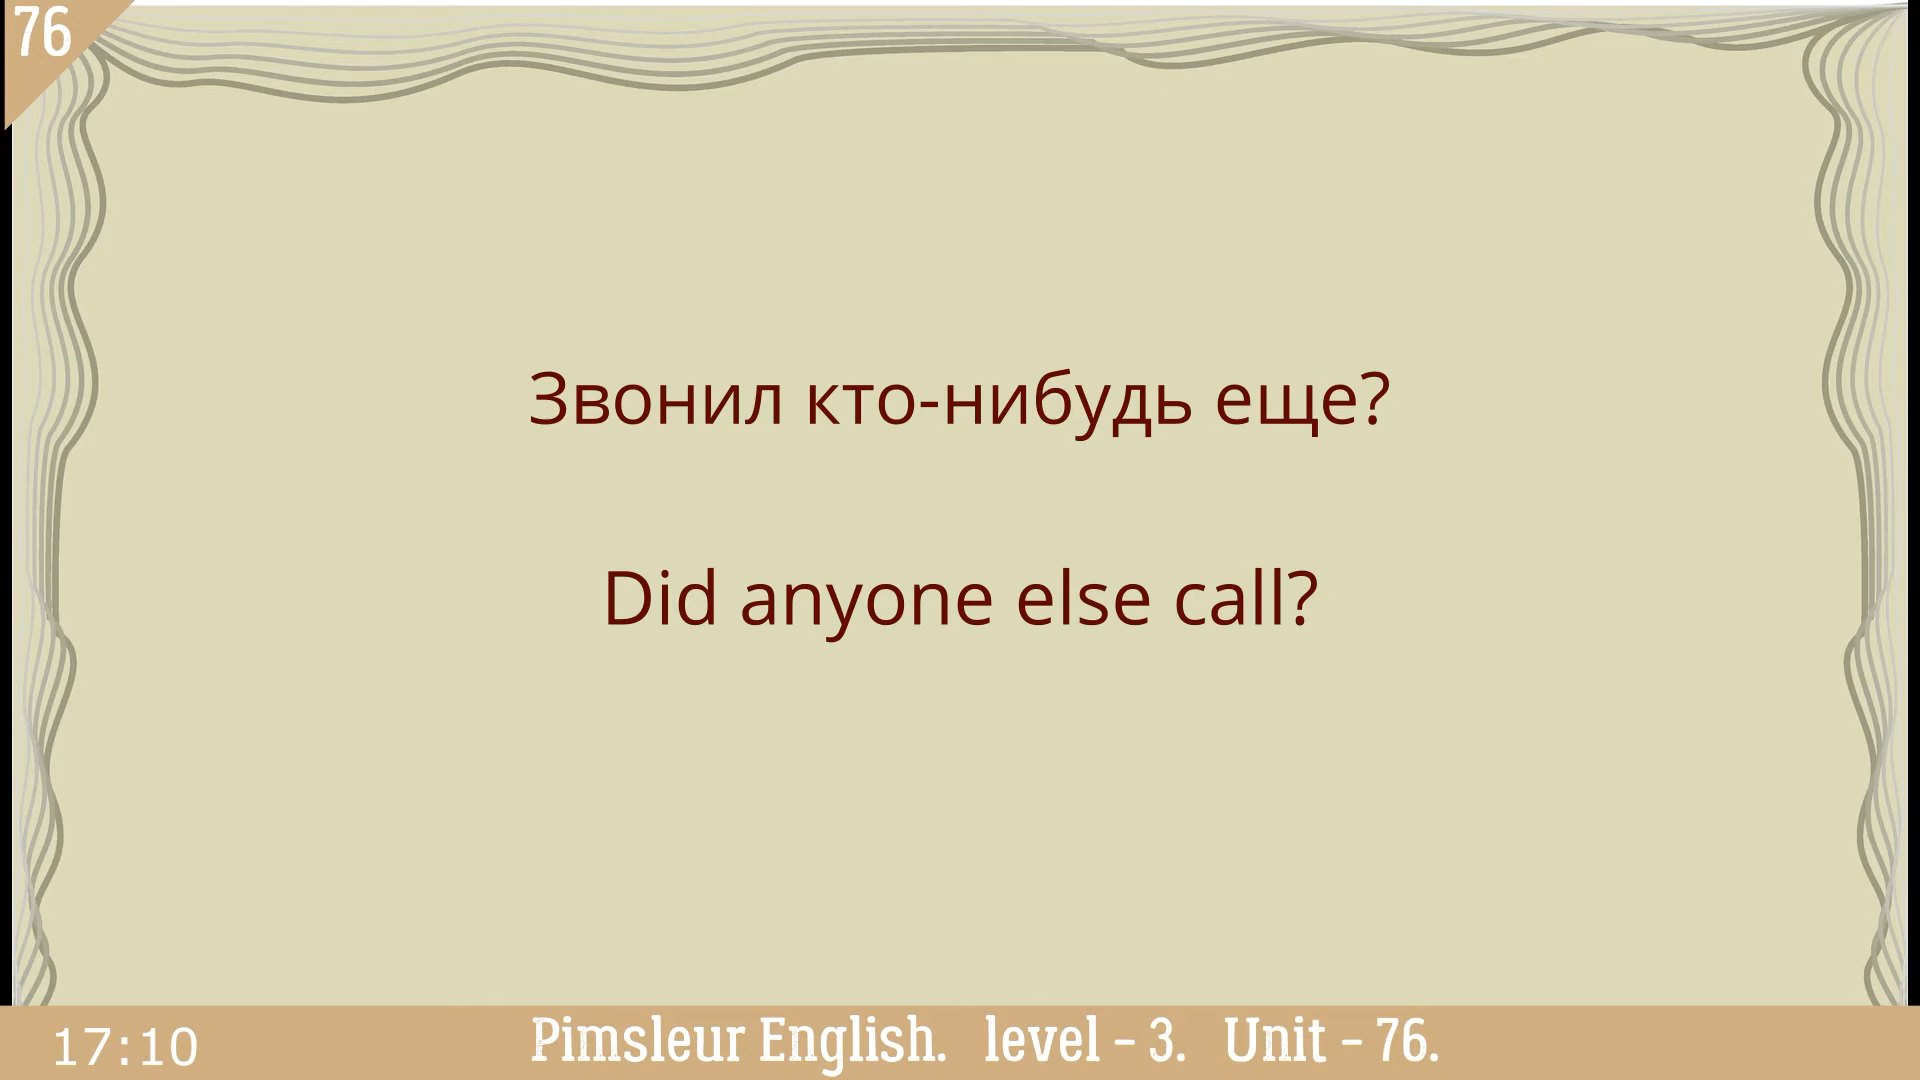 76
Звонил кто-нибудь еще?
Did anyone else call?
17:10
Pimsleur English. level – 3. Unit – 76.